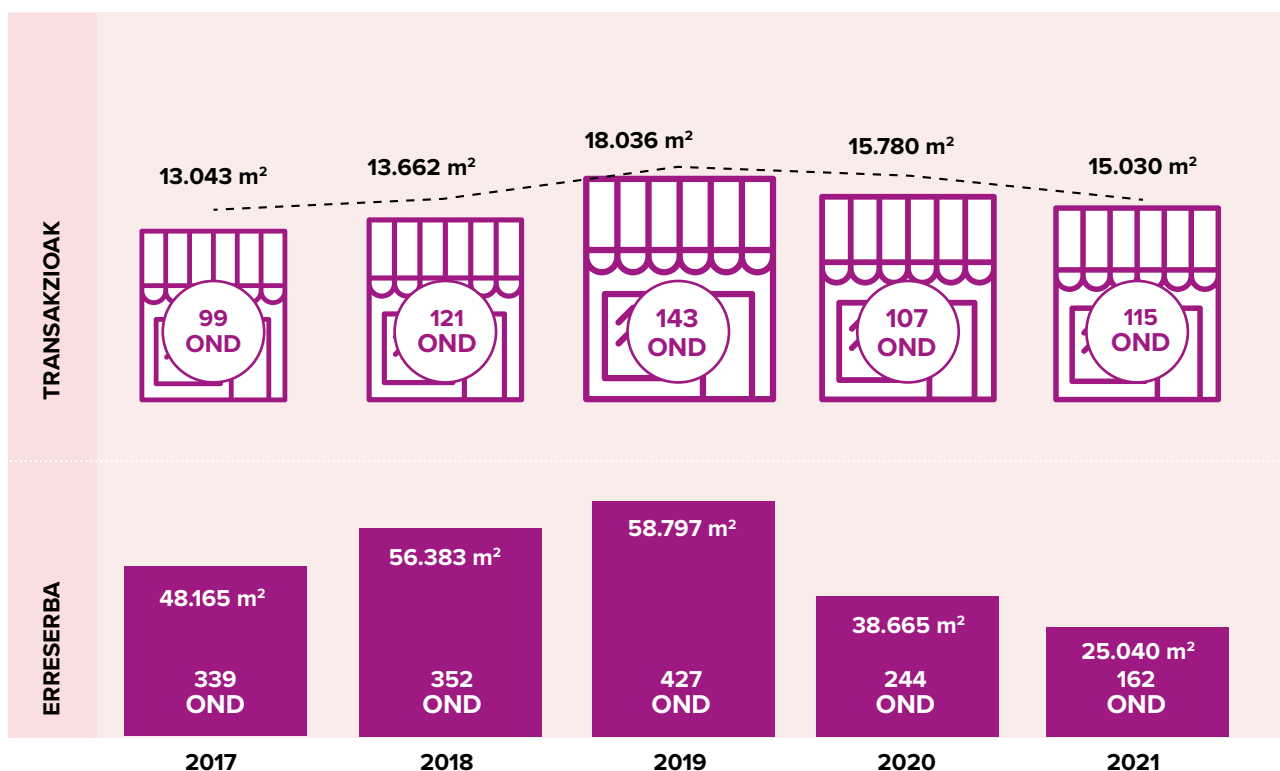 TRANSAKZIOAK
13.043 m²
13.662 m²
18.036 m²
15.780 m²
15.030 m²
99
OND
121
OND
143
OND
107
OND
115
OND
ERRESERBA
48.165 m²
339
OND
56.383 m²
352
OND
58.797 m²
427
OND
38.665 m²
244
OND
25.040 m²
162
OND
2017
2018
2019
2020
2021